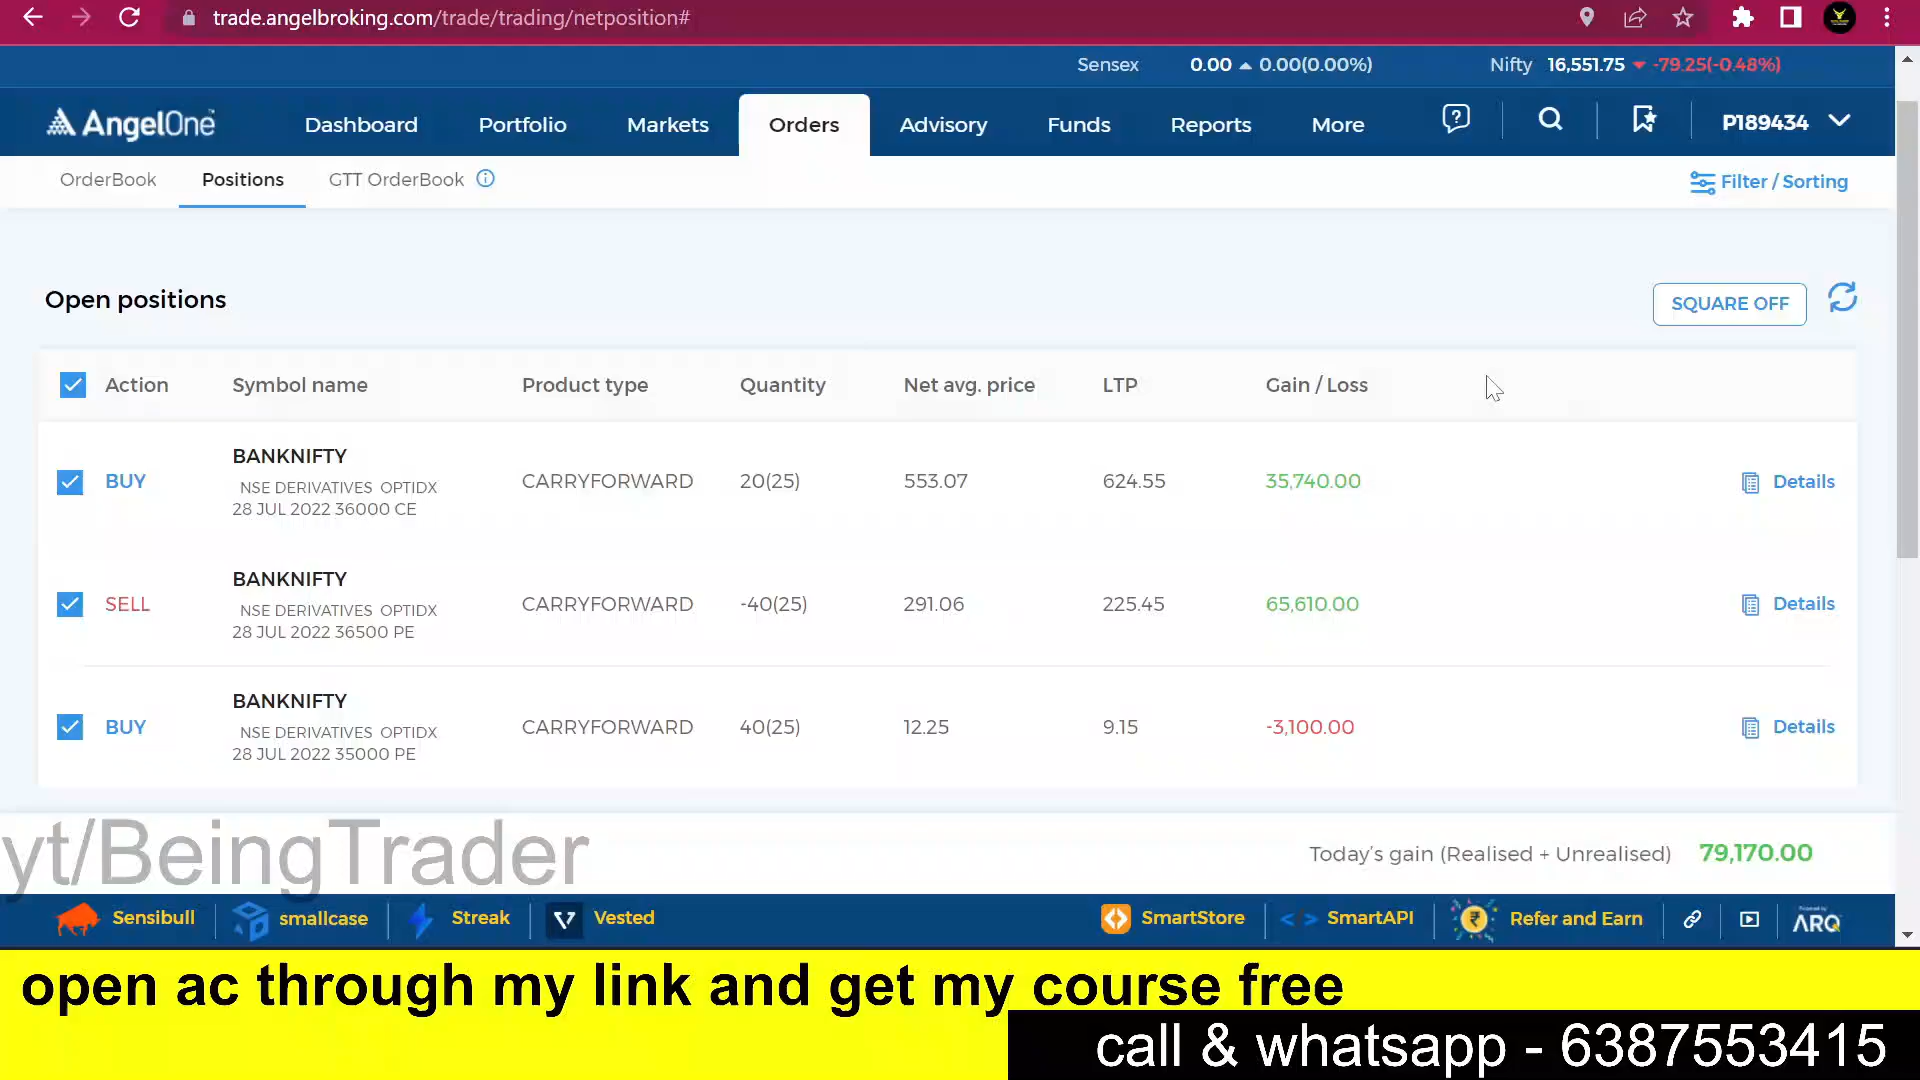 trade.angelbroking.com/trade/trading/netposition#
Sensex 0.00 0.00(0.00%) Nifty 16,551.75 -79.25(-0.48%)
AngelOne Dashboard Portfolio Markets Orders Advisory Funds Reports More P189434
OrderBook Positions GTT OrderBook Filter / Sorting
Open positions SQUARE OFF
Action Symbol name Product type Quantity Net avg. price LTP Gain / Loss
BANKNIFTY
BUY NSE DERIVATIVES OPTIDX CARRYFORWARD 20(25) 553.07 624.55 35,740.00 Details
28 JUL 2022 36000 CE
BANKNIFTY
SELL NSE DERIVATIVES OPTIDX CARRYFORWARD -40(25) 291.06 225.45 65,610.00 Details
28 JUL 2022 36500 PE
BANKNIFTY
BUY NSE DERIVATIVES OPTIDX CARRYFORWARD 40(25) 12.25 9.15 -3,100.00 Details
28 JUL 2022 35000 PE
yt/BeingTrader
Today's gain (Realised + Unrealised) 79,170.00
Sensibull smallcase Streak Vested SmartStore SmartAPI Refer and Earn ARQ
open ac through my link and get my course free
call & whatsapp - 6387553415